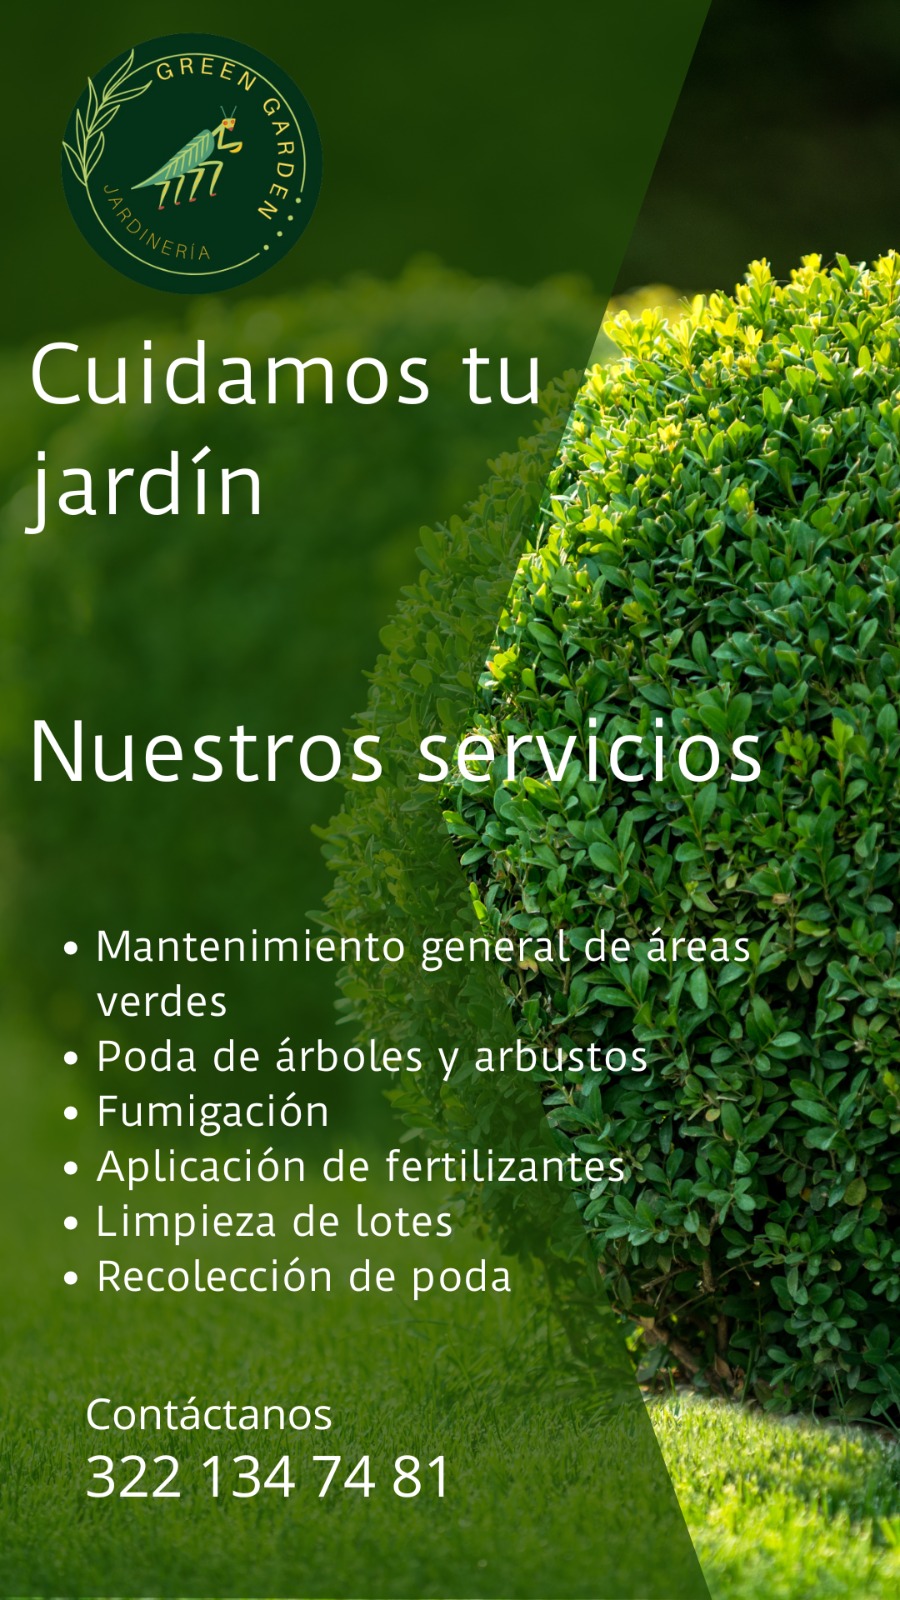 GREEN GARDEN
JARDINERÍA
Cuidamos tu
jardín
Nuestros servicios
• Mantenimiento general de áreas
verdes
• Poda de árboles y arbustos
• Fumigación
• Aplicación de fertilizantes
• Limpieza de lotes
• Recolección de poda
Contáctanos
322 134 74 81